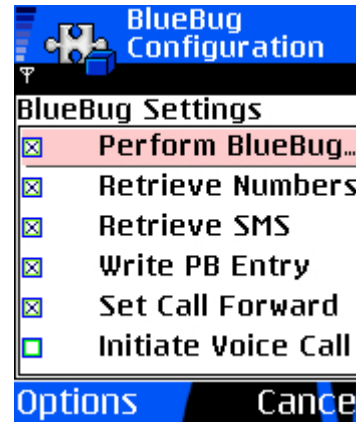 BlueBug
Configuration
BlueBug Settings
Perform BlueBug...
Retrieve Numbers
Retrieve SMS
Write PB Entry
Set Call Forward
Initiate Voice Call
Options Cance